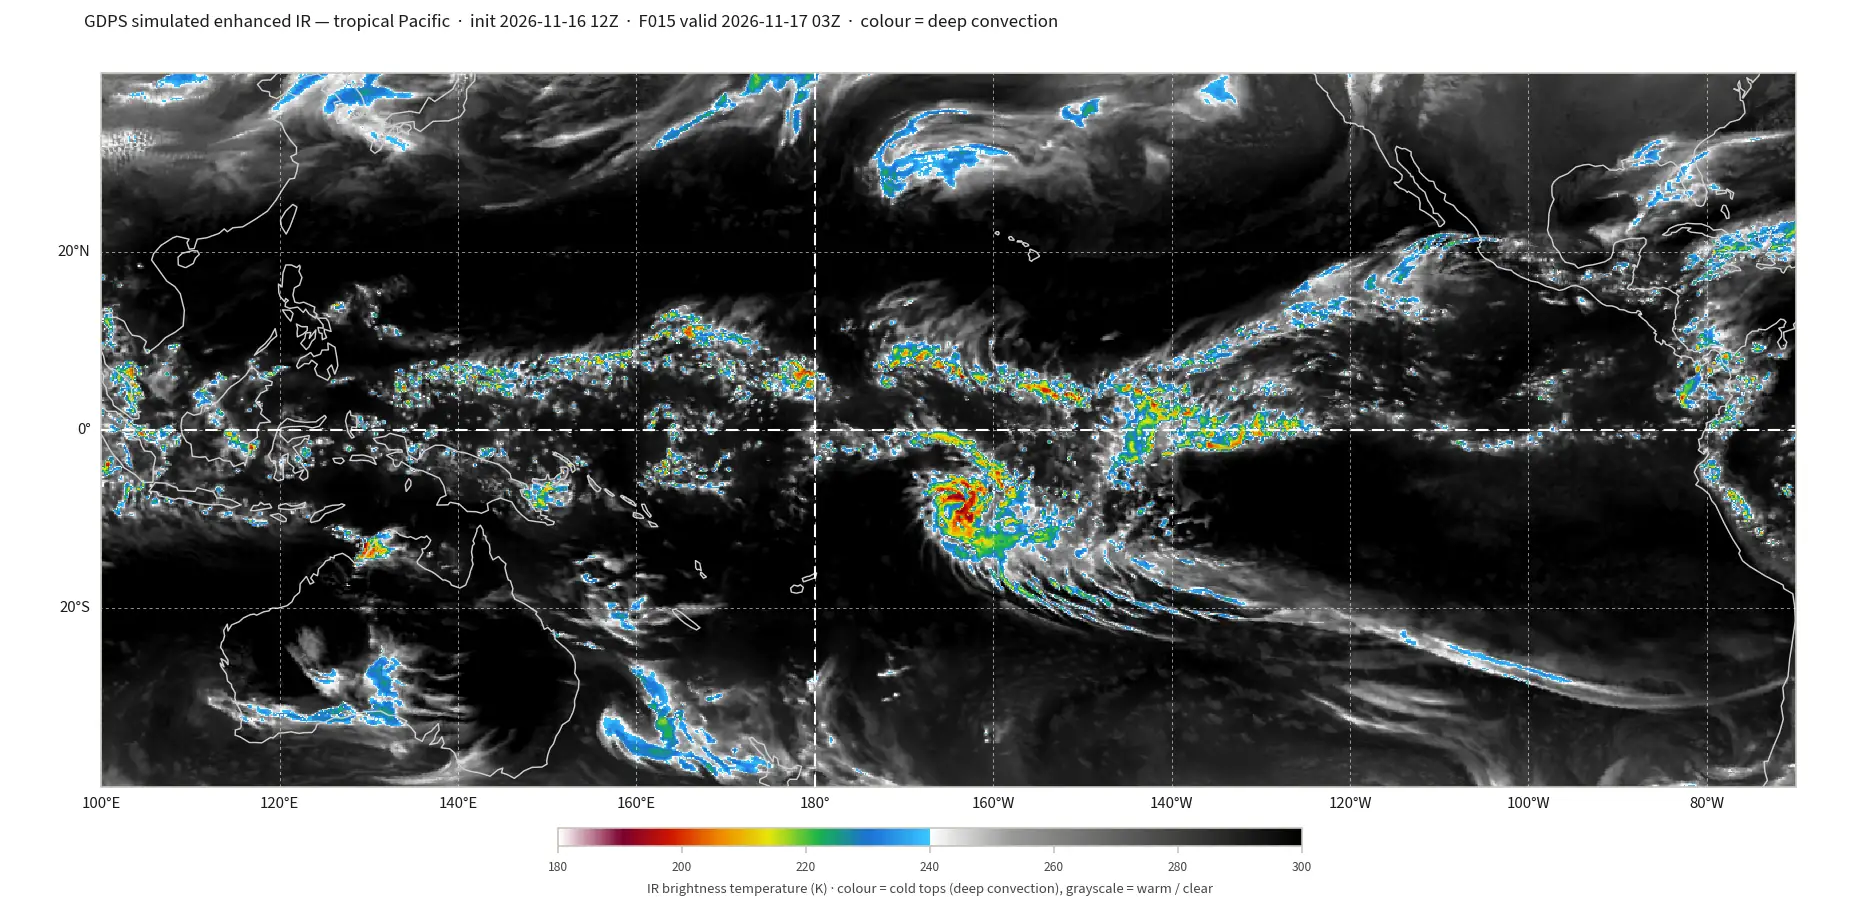 GDPS simulated enhanced IR — tropical Pacific · init 2026-11-16 12Z · F015 valid 2026-11-17 03Z · colour = deep convection
20°N
0°
20°S
100°E 120°E 140°E 160°E 180° 160°W 140°W 120°W 100°W 80°W
180 200 220 240 260 280 300
IR brightness temperature (K) · colour = cold tops (deep convection), grayscale = warm / clear